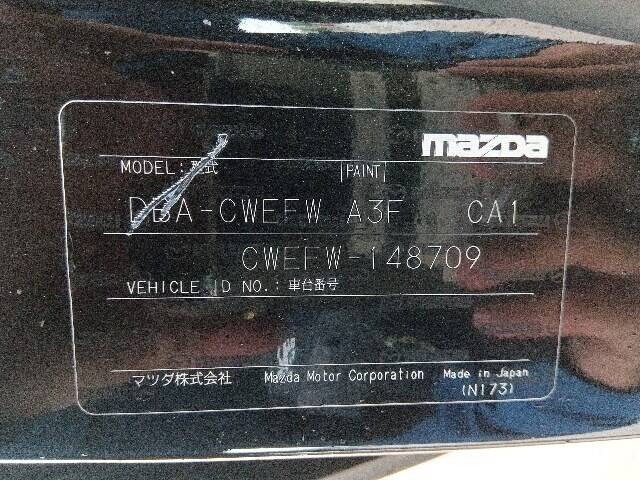 mazda
MODEL:型式 PAINT
DBA-CWEFW A3F CA1
CWEFW-148709
VEHICLE ID NO.:車台番号
マツダ株式会社 Mazda Motor Corporation Made in Japan
(N173)